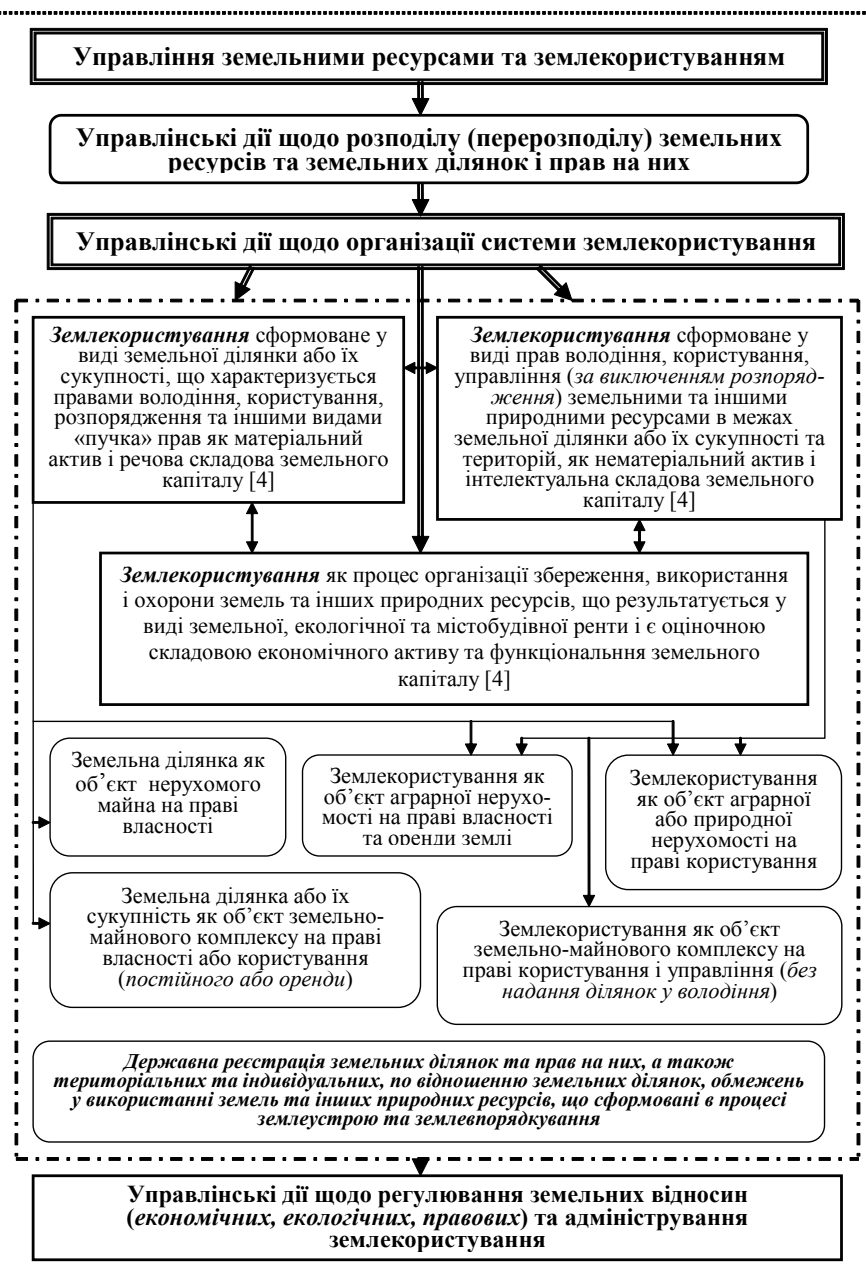 Управління земельними ресурсами та землекористуванням
Управлінські дії щодо розподілу (перерозподілу) земельних
ресурсів та земельних ділянок і прав на них
Управлінські дії щодо організації системи землекористування
Землекористування сформоване у
виді земельної ділянки або їх
сукупності, що характеризується
правами володіння, користування,
розпорядження та іншими видами
«пучка» прав як матеріальний
актив і речова складова земельного
капіталу [4]
Землекористування сформоване у
виді прав володіння, користування,
управління (за виключенням розпоряд-
ження) земельними та іншими
природними ресурсами в межах
земельної ділянки або їх сукупності та
територій, як нематеріальний актив і
інтелектуальна складова земельного
капіталу [4]
Землекористування як процес організації збереження, використання
і охорони земель та інших природних ресурсів, що результатується у
виді земельної, екологічної та містобудівної ренти і є оціночною
складовою економічного активу та функціональння земельного
капіталу [4]
Земельна ділянка як
об’єкт нерухомого
майна на праві
власності
Землекористування як
об’єкт аграрної нерухо-
мості на праві власності
та оренди землі
Землекористування
як об’єкт аграрної
або природної
нерухомості на
праві користування
Земельна ділянка або їх
сукупність як об’єкт земельно-
майнового комплексу на праві
власності або користування
(постійного або оренди)
Землекористування як об’єкт
земельно-майнового комплексу на
праві користування і управління (без
надання ділянок у володіння)
Державна реєстрація земельних ділянок та прав на них, а також
територіальних та індивідуальних, по відношенню земельних ділянок, обмежень
у використанні земель та інших природних ресурсів, що сформовані в процесі
землеустрою та землевпорядкування
Управлінські дії щодо регулювання земельних відносин
(економічних, екологічних, правових) та адміністрування
землекористування